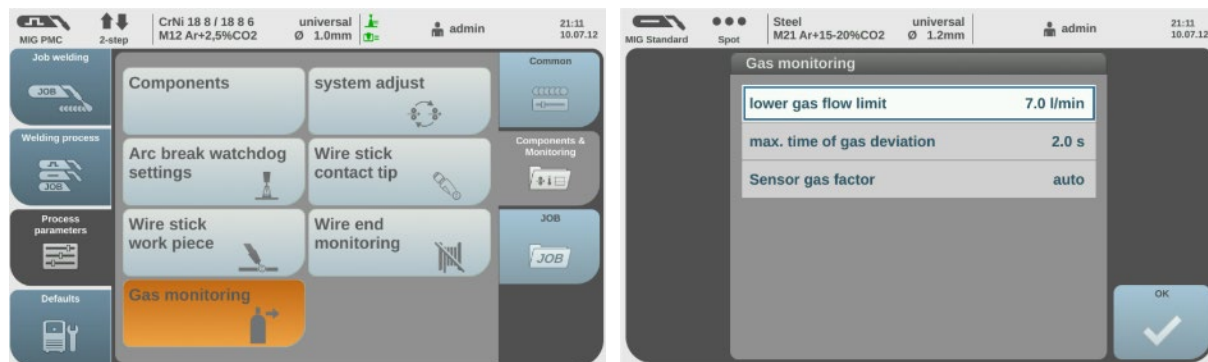 MIG PMC
2-step
CrNi 18 8 / 18 8 6
M12 Ar+2,5%CO2
universal
Ø 1.0mm
admin
21:11
10.07.12
Job welding
JOB
Welding process
JOB
Process
parameters
Defaults
Components
system adjust
Arc break watchdog
settings
Wire stick
contact tip
Wire stick
work piece
Wire end
monitoring
Gas monitoring
Common
Components &
Monitoring
JOB
JOB
MIG Standard
Spot
Steel
M21 Ar+15-20%CO2
universal
Ø 1.2mm
admin
21:11
10.07.12
Gas monitoring
lower gas flow limit 7.0 l/min
max. time of gas deviation 2.0 s
Sensor gas factor auto
OK